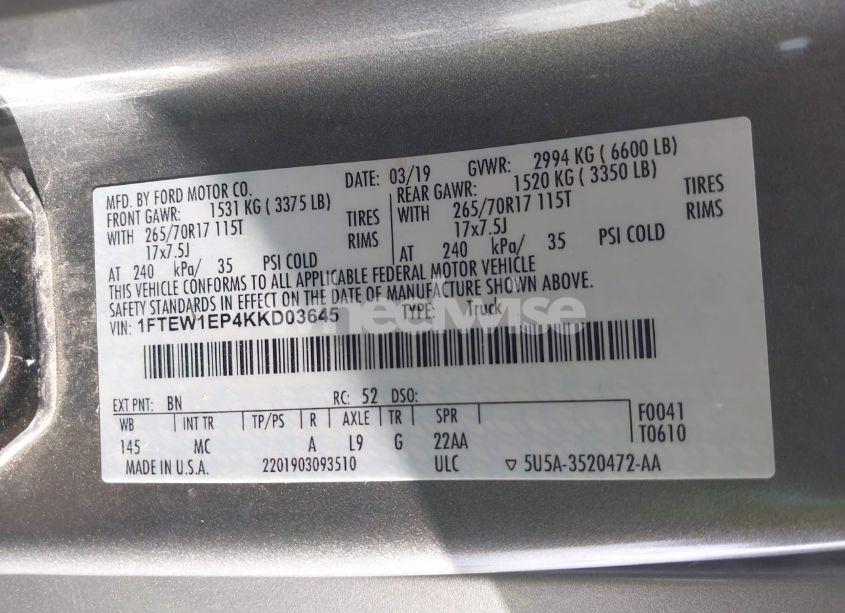 MFD. BY FORD MOTOR CO. DATE: 03/19 GVWR: 2994 KG ( 6600 LB)
FRONT GAWR: 1531 KG ( 3375 LB) REAR GAWR: 1520 KG ( 3350 LB)
WITH 265/70R17 115T TIRES WITH 265/70R17 115T TIRES
17x7.5J RIMS 17x7.5J RIMS
AT 240 kPa/ 35 PSI COLD AT 240 kPa/ 35 PSI COLD
THIS VEHICLE CONFORMS TO ALL APPLICABLE FEDERAL MOTOR VEHICLE
SAFETY STANDARDS IN EFFECT ON THE DATE OF MANUFACTURE SHOWN ABOVE.
VIN: 1FTEW1EP4KKD03645 TYPE: Truck
wheelwise
EXT PNT: BN RC: 52 DSO:
WB INT TR TP/PS R AXLE TR SPR F0041
145 MC A L9 G 22AA T0610
MADE IN U.S.A. 2201903093510 ULC ▽ 5U5A-3520472-AA